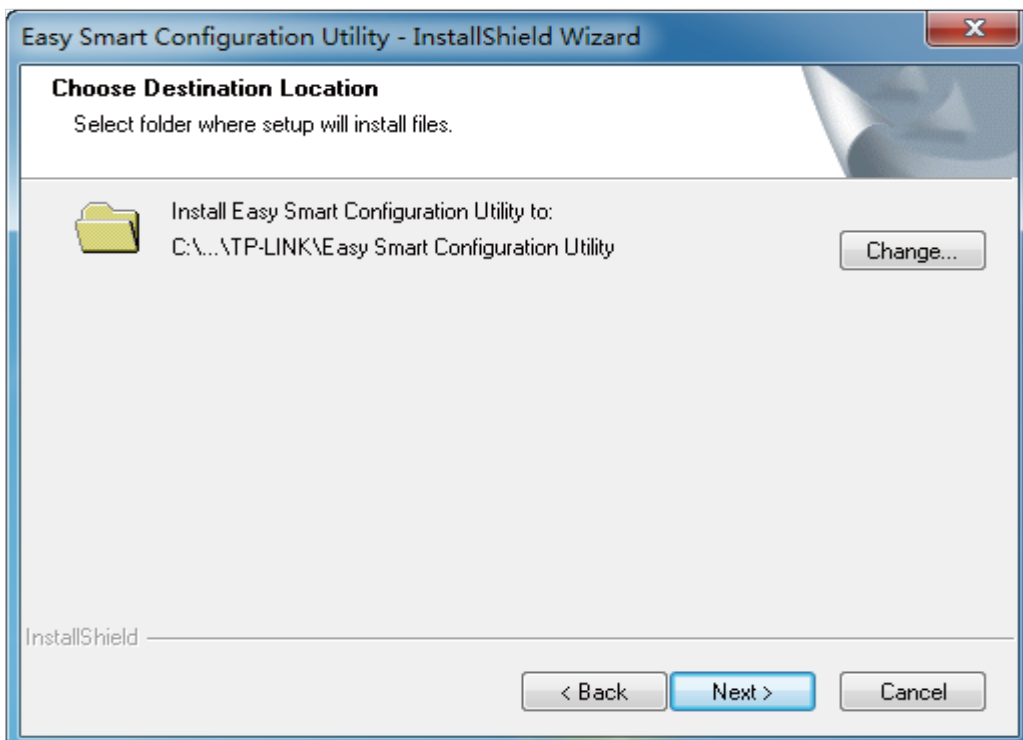 Easy Smart Configuration Utility - InstallShield Wizard
Choose Destination Location
Select folder where setup will install files.
Install Easy Smart Configuration Utility to:
C:\...\TP-LINK\Easy Smart Configuration Utility
Change...
InstallShield
< Back
Next >
Cancel